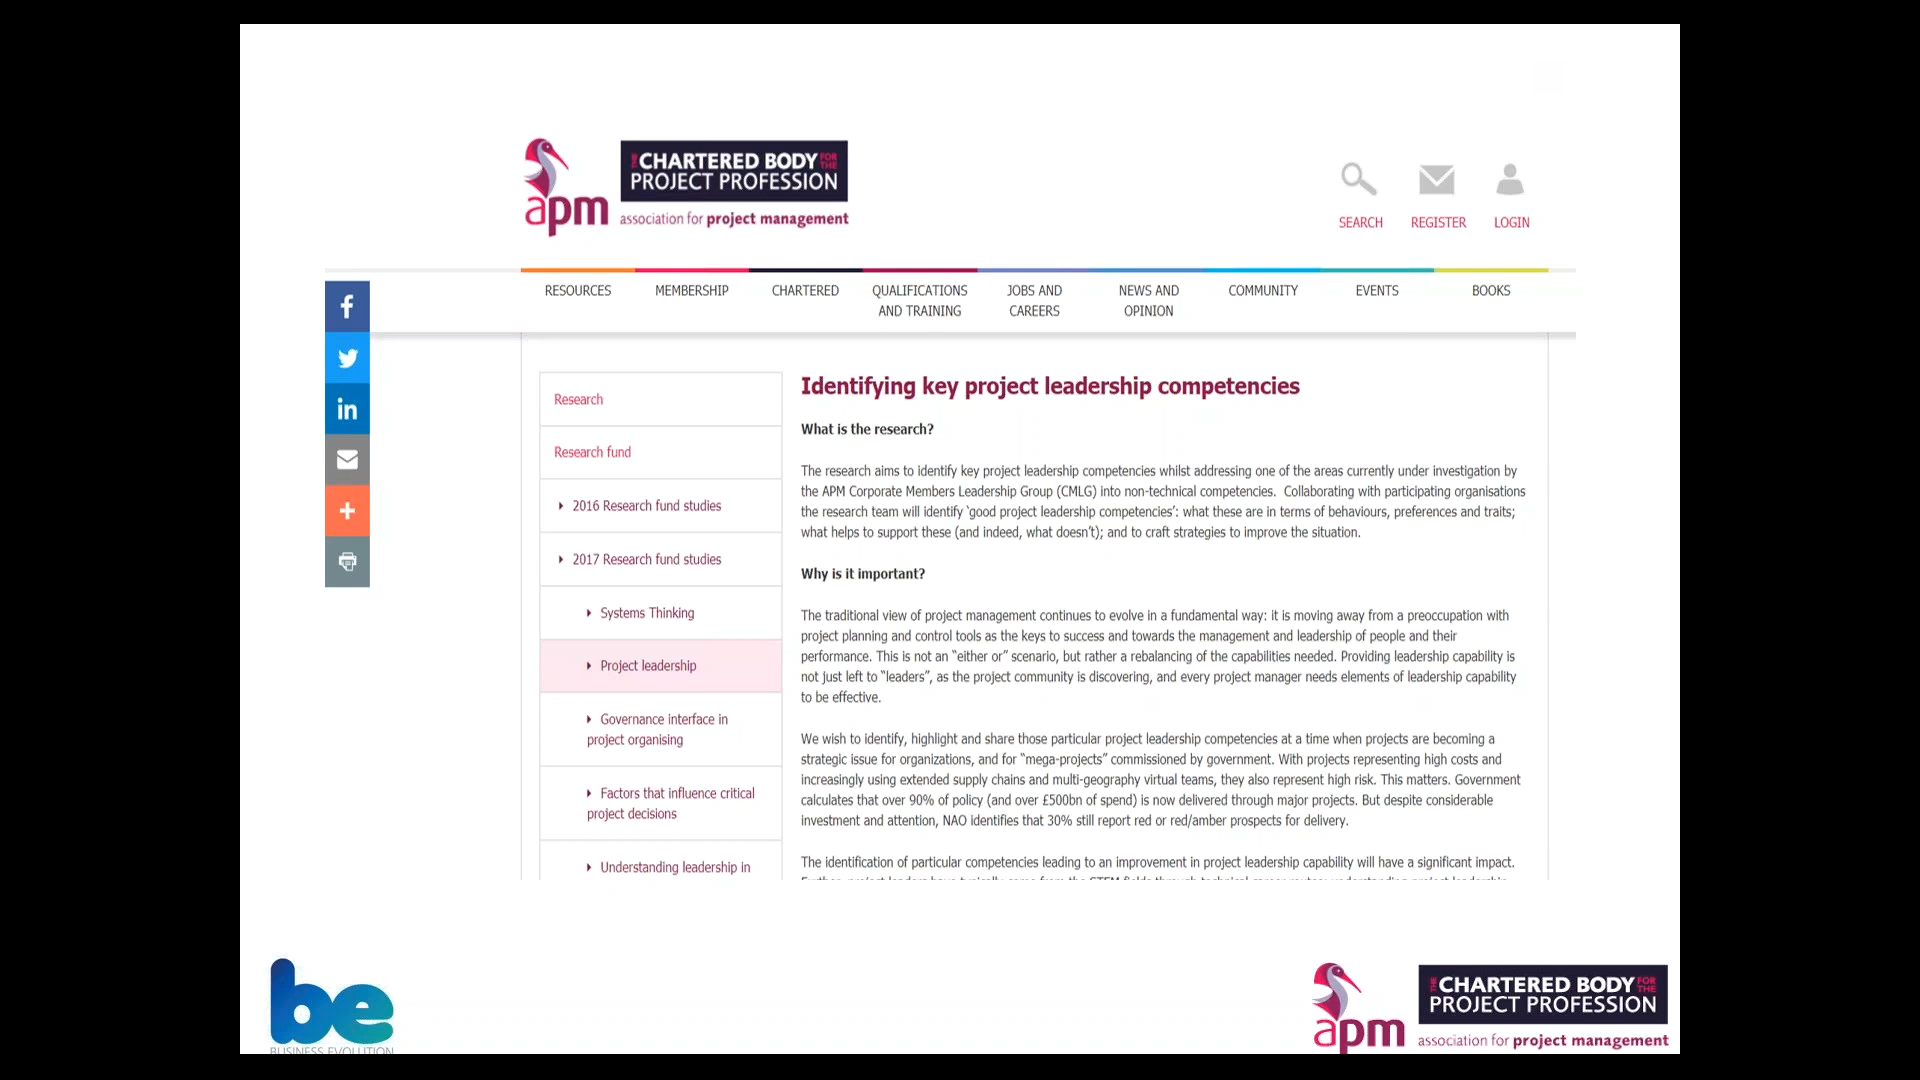 THE CHARTERED BODY FOR THE
PROJECT PROFESSION
apm
association for project management
SEARCH
REGISTER
LOGIN
RESOURCES
MEMBERSHIP
CHARTERED
QUALIFICATIONS
AND TRAINING
JOBS AND
CAREERS
NEWS AND
OPINION
COMMUNITY
EVENTS
BOOKS
f
in
Research
Research fund
2016 Research fund studies
2017 Research fund studies
Systems Thinking
Project leadership
Governance interface in
project organising
Factors that influence critical
project decisions
Understanding leadership in
Identifying key project leadership competencies
What is the research?
The research aims to identify key project leadership competencies whilst addressing one of the areas currently under investigation by
the APM Corporate Members Leadership Group (CMLG) into non-technical competencies. Collaborating with participating organisations
the research team will identify ‘good project leadership competencies’: what these are in terms of behaviours, preferences and traits;
what helps to support these (and indeed, what doesn’t); and to craft strategies to improve the situation.
Why is it important?
The traditional view of project management continues to evolve in a fundamental way: it is moving away from a preoccupation with
project planning and control tools as the keys to success and towards the management and leadership of people and their
performance. This is not an “either or” scenario, but rather a rebalancing of the capabilities needed. Providing leadership capability is
not just left to “leaders”, as the project community is discovering, and every project manager needs elements of leadership capability
to be effective.
We wish to identify, highlight and share those particular project leadership competencies at a time when projects are becoming a
strategic issue for organizations, and for “mega-projects” commissioned by government. With projects representing high costs and
increasingly using extended supply chains and multi-geography virtual teams, they also represent high risk. This matters. Government
calculates that over 90% of policy (and over £500bn of spend) is now delivered through major projects. But despite considerable
investment and attention, NAO identifies that 30% still report red or red/amber prospects for delivery.
The identification of particular competencies leading to an improvement in project leadership capability will have a significant impact.
be
BUSINESS EVOLUTION
THE CHARTERED BODY FOR THE
PROJECT PROFESSION
apm
association for project management